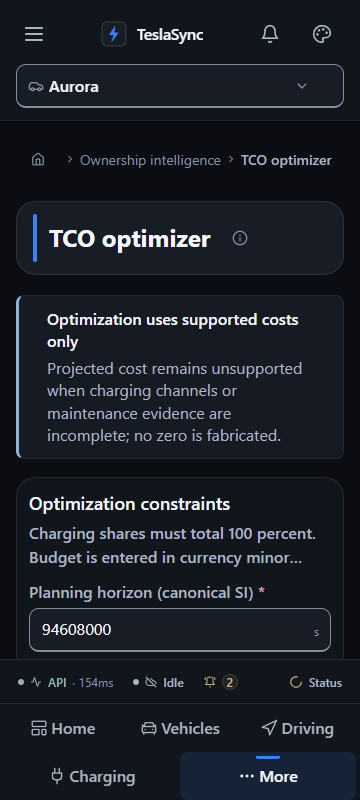 TeslaSync
Aurora
Ownership intelligence
TCO optimizer
TCO optimizer
Optimization uses supported costs
only
Projected cost remains unsupported
when charging channels or
maintenance evidence are
incomplete; no zero is fabricated.
Optimization constraints
Charging shares must total 100 percent.
Budget is entered in currency minor...
Planning horizon (canonical SI) *
94608000 s
API · 154ms Idle 2 Status
Home Vehicles Driving
Charging More